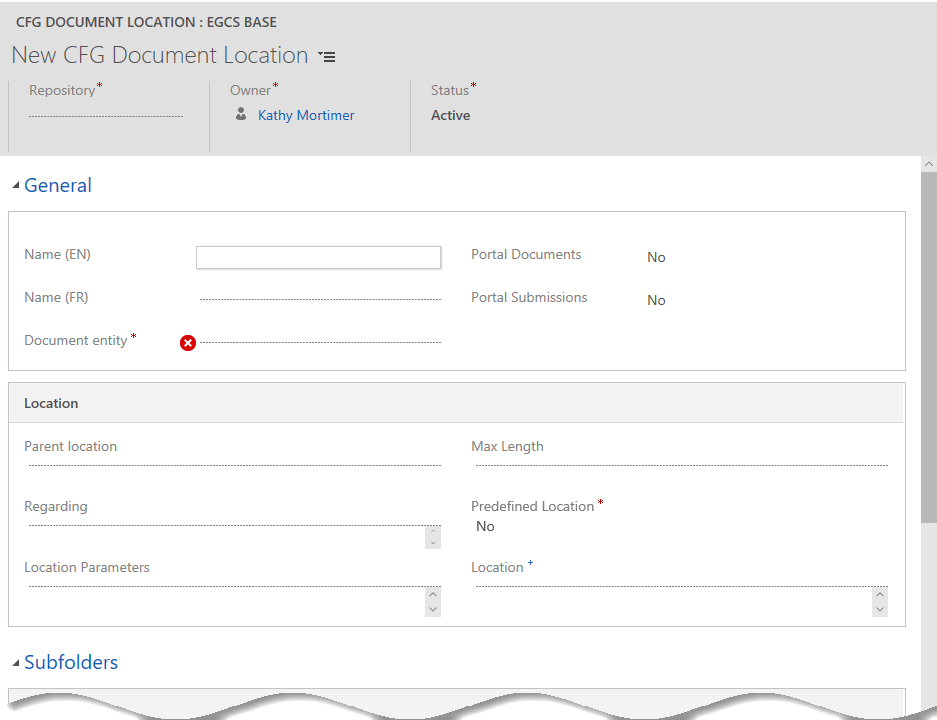 CFG DOCUMENT LOCATION : EGCS BASE
New CFG Document Location
Repository*
Owner*
Status*
Kathy Mortimer
Active
General
Name (EN)
Portal Documents
No
Name (FR)
Portal Submissions
No
Document entity *
Location
Parent location
Max Length
Regarding
Predefined Location *
No
Location Parameters
Location +
Subfolders